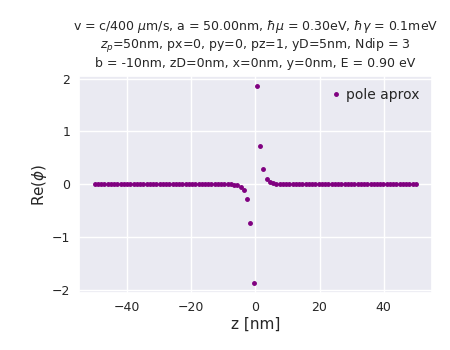 v = c/400 μm/s, a = 50.00nm, ℏμ = 0.30eV, ℏγ = 0.1meV
zₚ=50nm, px=0, py=0, pz=1, yD=5nm, Ndip = 3
b = -10nm, zD=0nm, x=0nm, y=0nm, E = 0.90 eV
2
pole aprox
1
0
−1
−2
Re(ϕ)
−40 −20 0 20 40
z [nm]